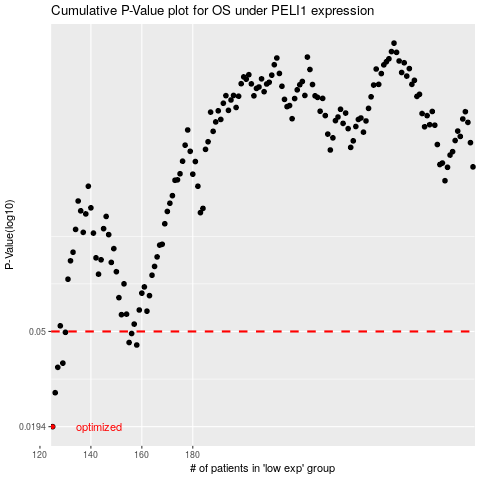 Cumulative P-Value plot for OS under PELI1 expression
P-Value(log10)
0.05
0.0194
optimized
120 140 160 180
# of patients in 'low exp' group